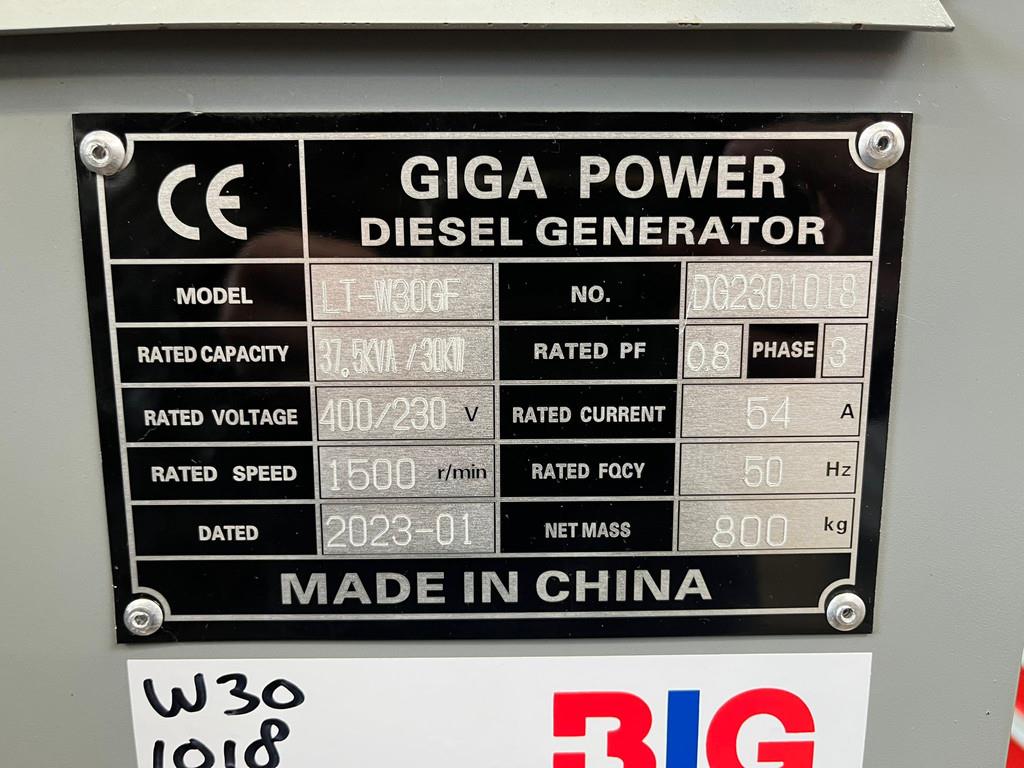 CE
GIGA POWER
DIESEL GENERATOR
MODEL LT-W30GF NO. DG2301018
RATED CAPACITY 37.5KVA/30KW RATED PF 0.8 PHASE 3
RATED VOLTAGE 400/230 V RATED CURRENT 54 A
RATED SPEED 1500 r/min RATED FQCY 50 Hz
DATED 2023-01 NET MASS 800 kg
MADE IN CHINA
W30
1018
BIG